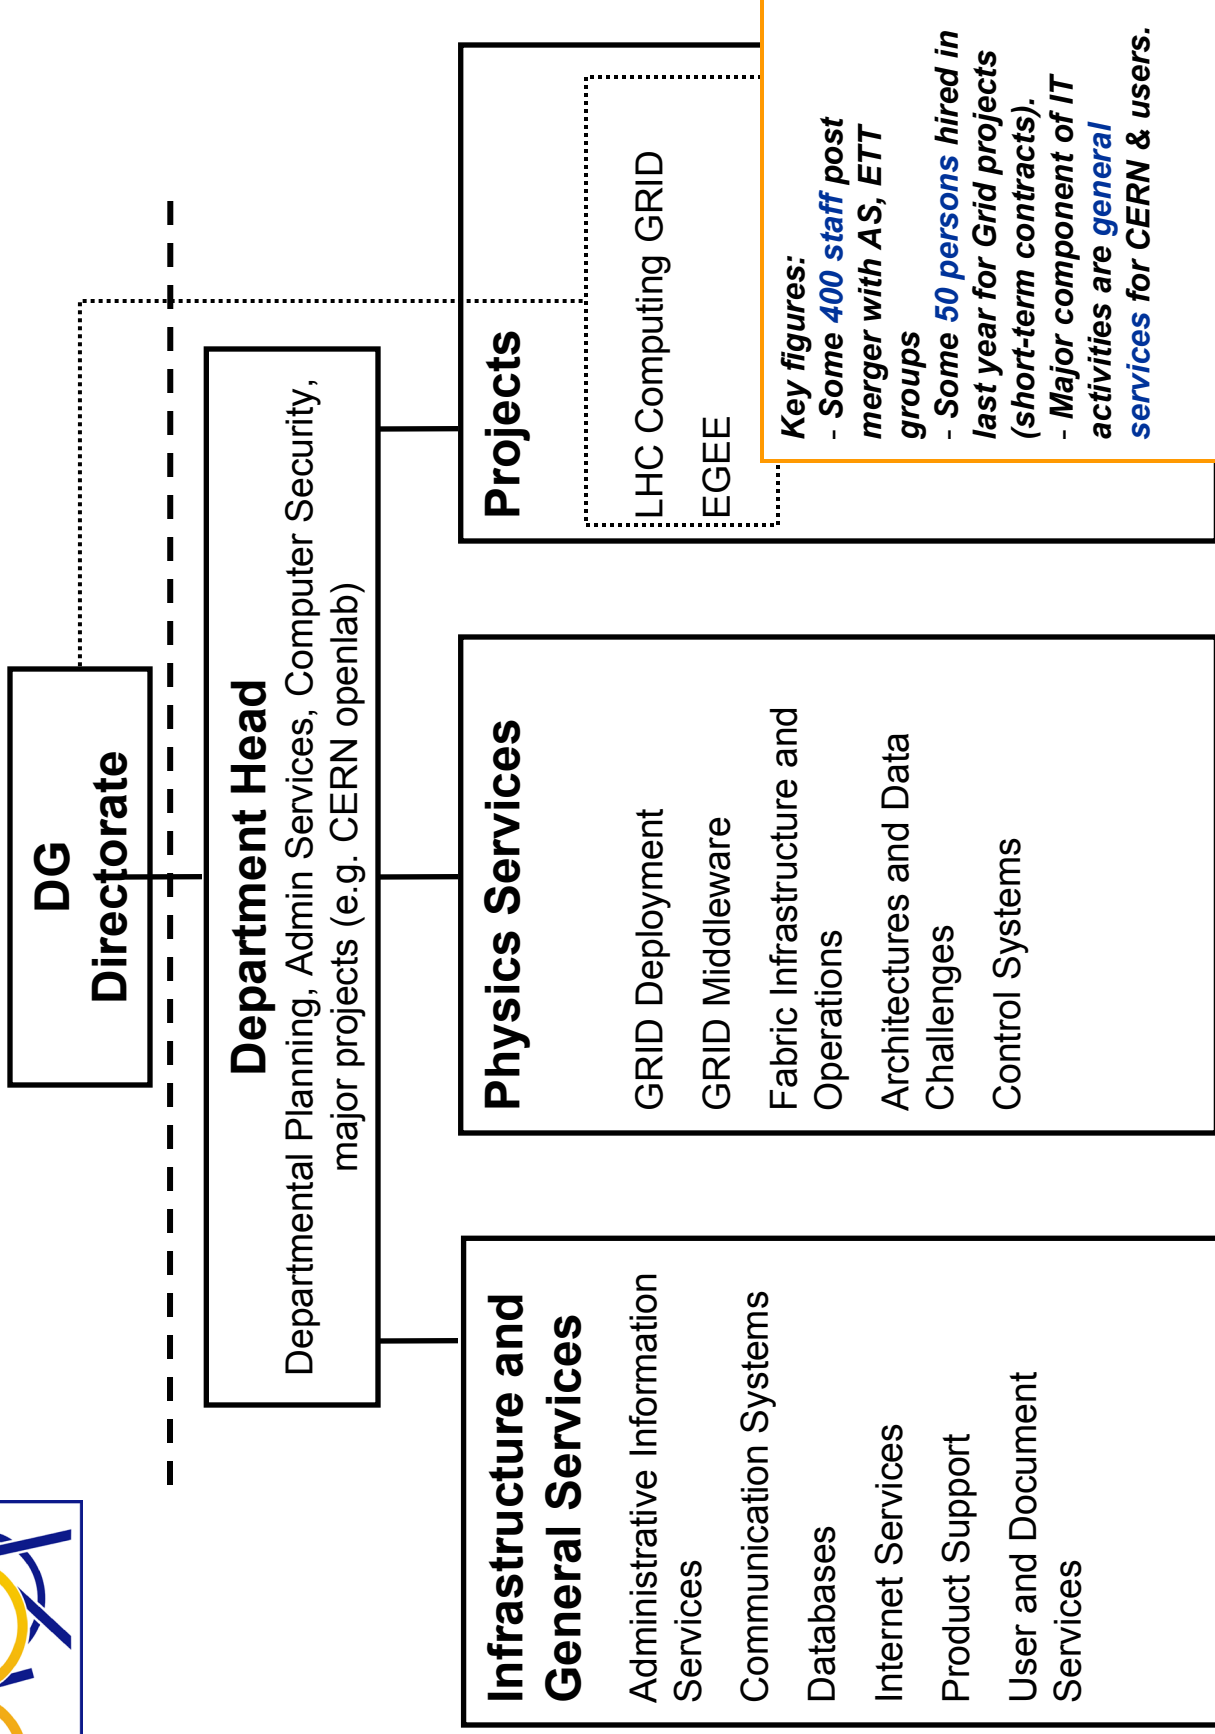 DG
Directorate
Department Head
Departmental Planning, Admin Services, Computer Security,
major projects (e.g. CERN openlab)
Infrastructure and
General Services
Administrative Information
Services
Communication Systems
Databases
Internet Services
Product Support
User and Document
Services
Physics Services
GRID Deployment
GRID Middleware
Fabric Infrastructure and
Operations
Architectures and Data
Challenges
Control Systems
Projects
LHC Computing GRID
EGEE
Key figures:
- Some 400 staff post
merger with AS, ETT
groups
- Some 50 persons hired in
last year for Grid projects
(short-term contracts).
- Major component of IT
activities are general
services for CERN & users.